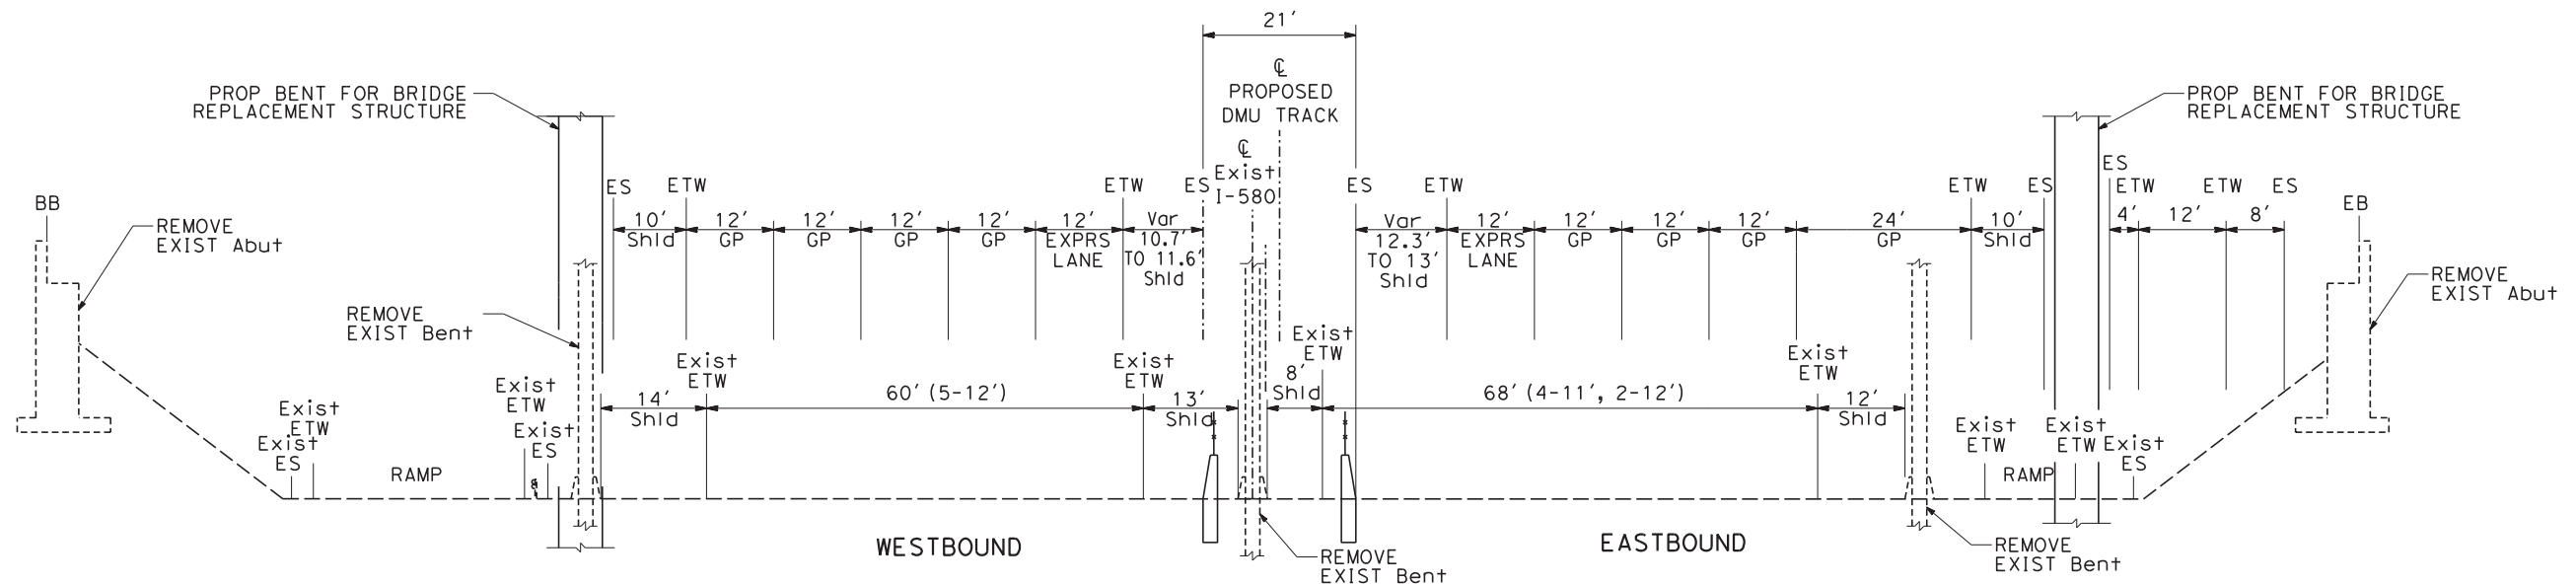 21'
℄
PROPOSED
DMU TRACK
PROP BENT FOR BRIDGE
REPLACEMENT STRUCTURE
PROP BENT FOR BRIDGE
REPLACEMENT STRUCTURE
℄
Exist
I-580
BB
REMOVE
EXIST Abut
ES
ETW
ETW
ES
ES
ETW
ETW
ES
ES
ETW
ETW
ES
EB
REMOVE
EXIST Abut
10'
Shld
12'
GP
12'
GP
12'
GP
12'
GP
12'
EXPRS
LANE
Var
10.7'
TO 11.6'
Shld
Var
12.3'
TO 13'
Shld
12'
EXPRS
LANE
12'
GP
12'
GP
12'
GP
24'
GP
10'
Shld
4'
12'
8'
REMOVE
EXIST Bent
Exist
ETW
Exist
ES
RAMP
Exist
ETW
Exist
ES
8'
14'
Shld
Exist
ETW
60' (5-12')
Exist
ETW
13'
Shld
8'
Shld
Exist
ETW
68' (4-11', 2-12')
Exist
ETW
12'
Shld
Exist
ETW
RAMP
Exist
ETW
Exist
ES
WESTBOUND
EASTBOUND
REMOVE
EXIST Bent
REMOVE
EXIST Bent